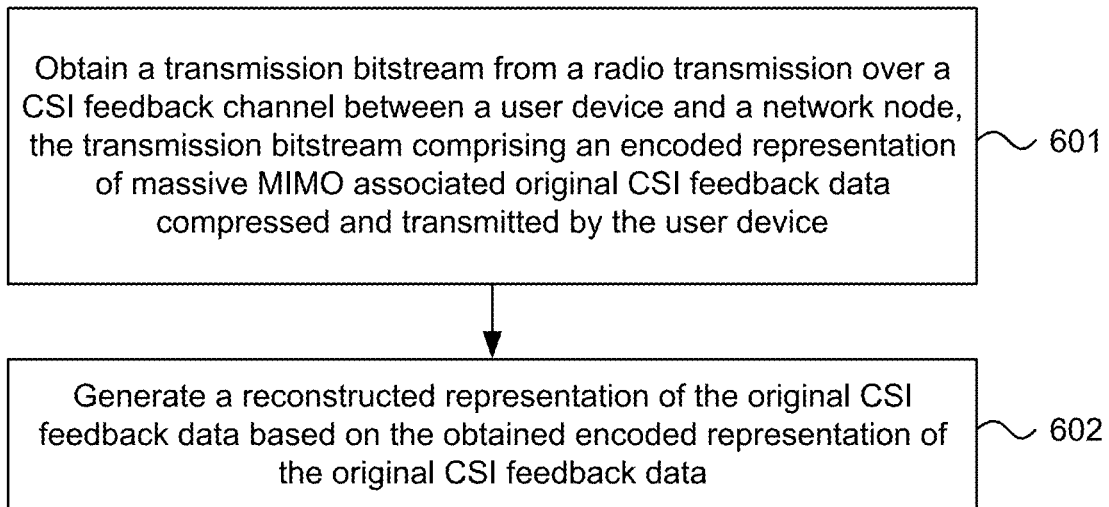 Obtain a transmission bitstream from a radio transmission over a
CSI feedback channel between a user device and a network node,
the transmission bitstream comprising an encoded representation
of massive MIMO associated original CSI feedback data
compressed and transmitted by the user device
601
Generate a reconstructed representation of the original CSI
feedback data based on the obtained encoded representation of
the original CSI feedback data
602